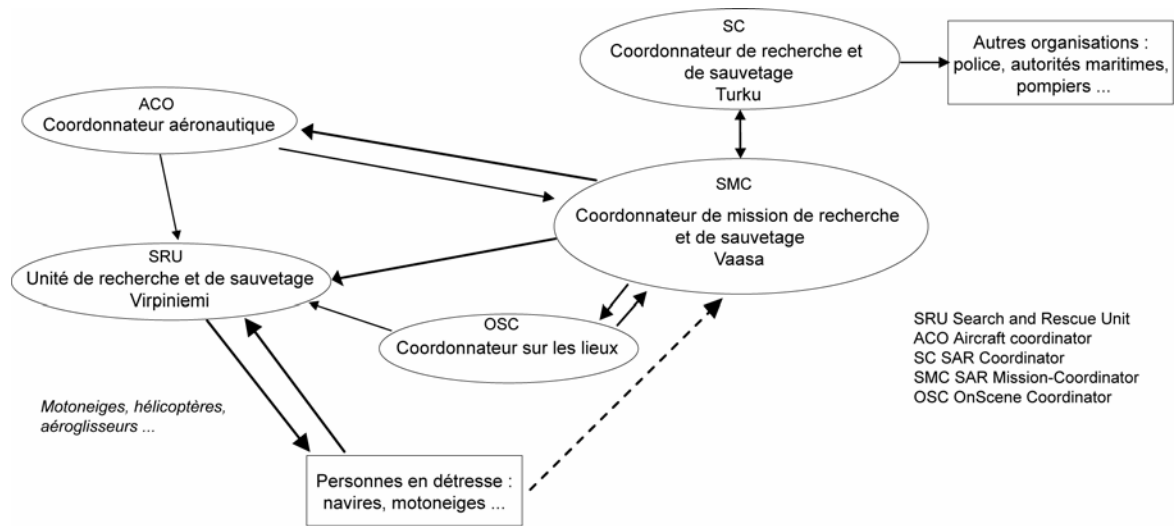 SC
Coordonnateur de recherche et
de sauvetage
Turku
Autres organisations :
police, autorités maritimes,
pompiers ...
ACO
Coordonnateur aéronautique
SMC
Coordonnateur de mission de recherche
et de sauvetage
Vaasa
SRU
Unité de recherche et de sauvetage
Virpiniemi
OSC
Coordonnateur sur les lieux
SRU Search and Rescue Unit
ACO Aircraft coordinator
SC SAR Coordinator
SMC SAR Mission-Coordinator
OSC OnScene Coordinator
Motoneiges, hélicoptères,
aéroglisseurs ...
Personnes en détresse :
navires, motoneiges ...